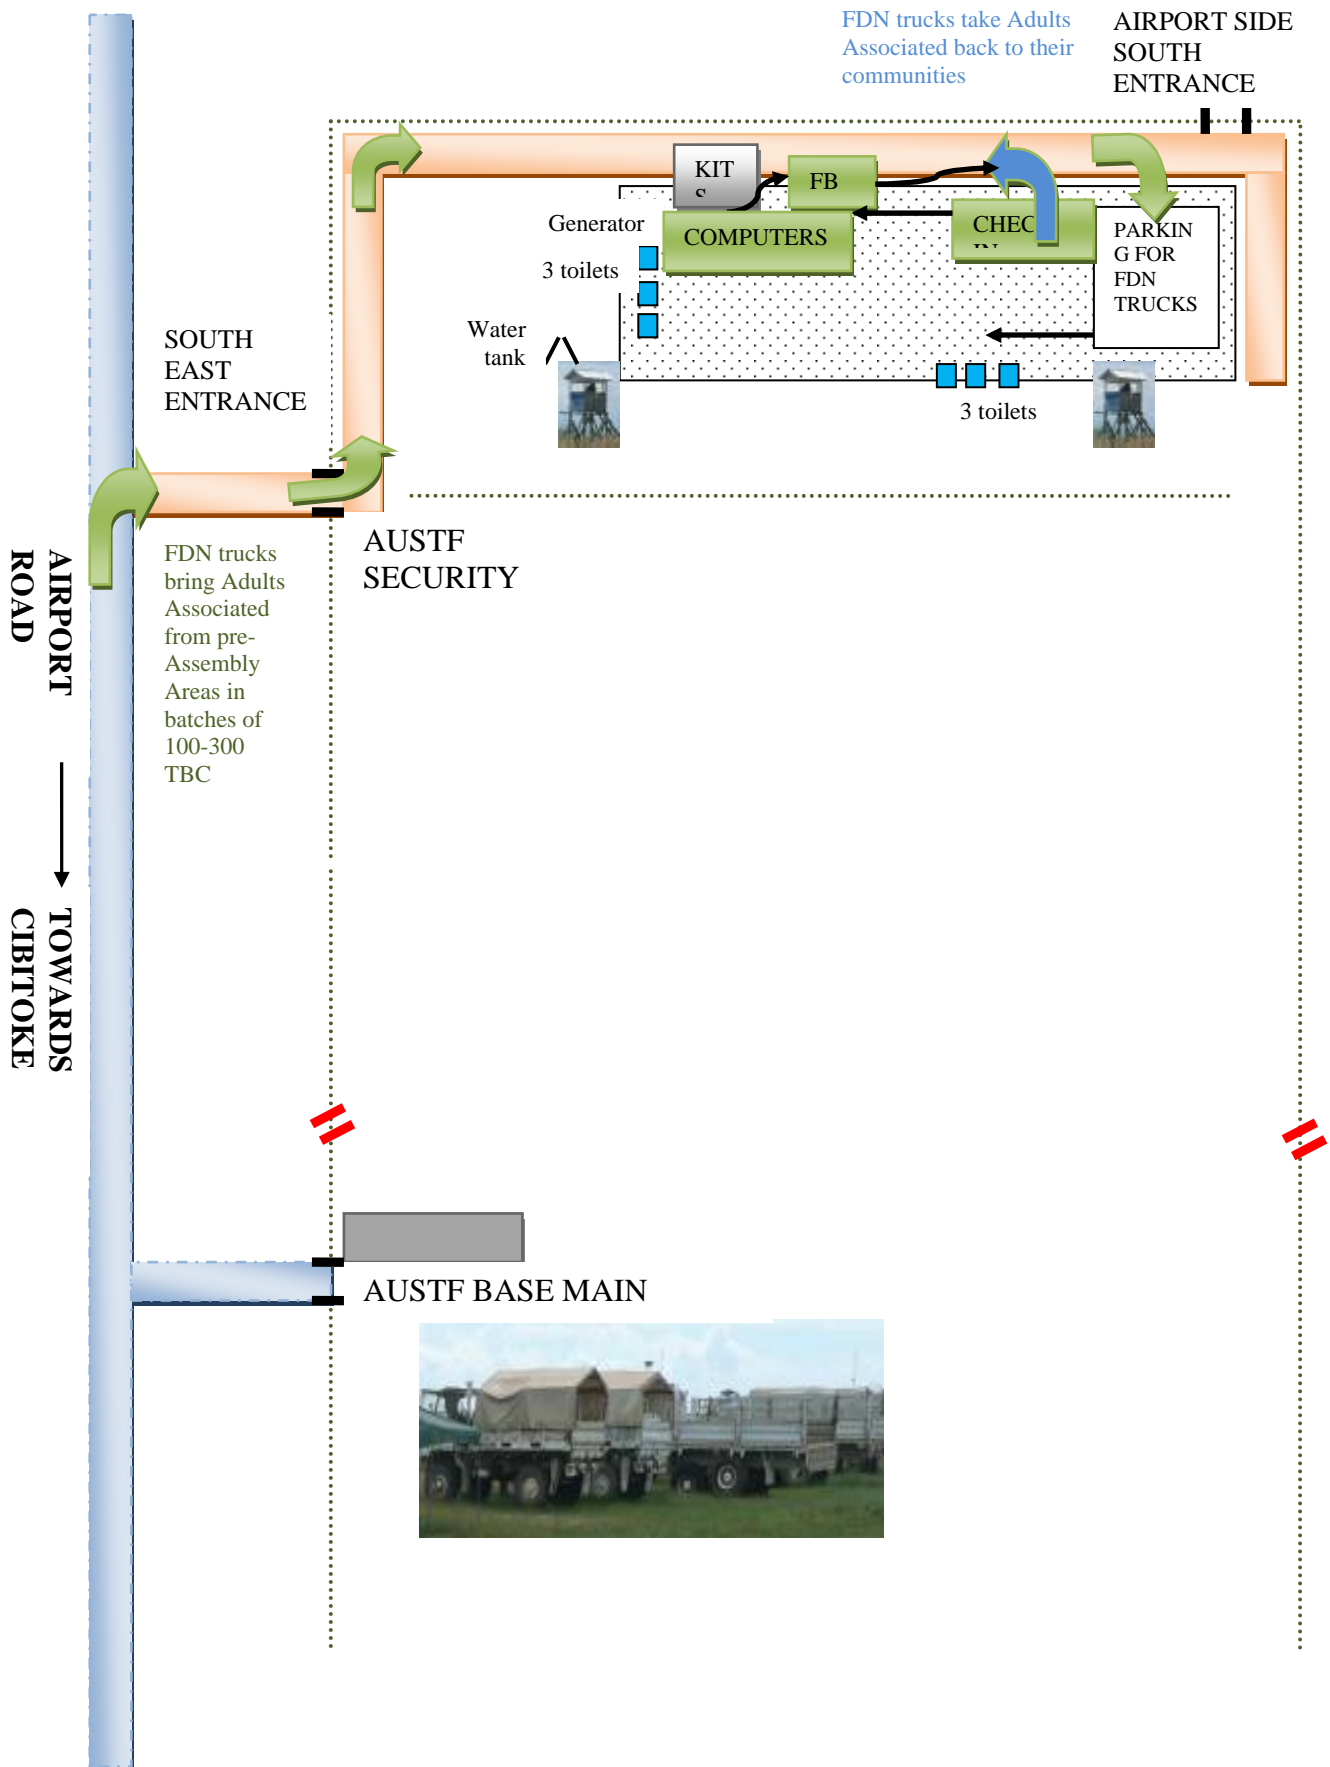 FDN trucks take Adults
Associated back to their
communities
AIRPORT SIDE
SOUTH
ENTRANCE
KIT
S
FB
Generator
COMPUTERS
CHEC
IN
PARKIN
G FOR
FDN
TRUCKS
3 toilets
Water
tank
3 toilets
SOUTH
EAST
ENTRANCE
AUSTF
SECURITY
FDN trucks
bring Adults
Associated
from pre-
Assembly
Areas in
batches of
100-300
TBC
AIRPORT
ROAD
TOWARDS
CIBITOKE
AUSTF BASE MAIN